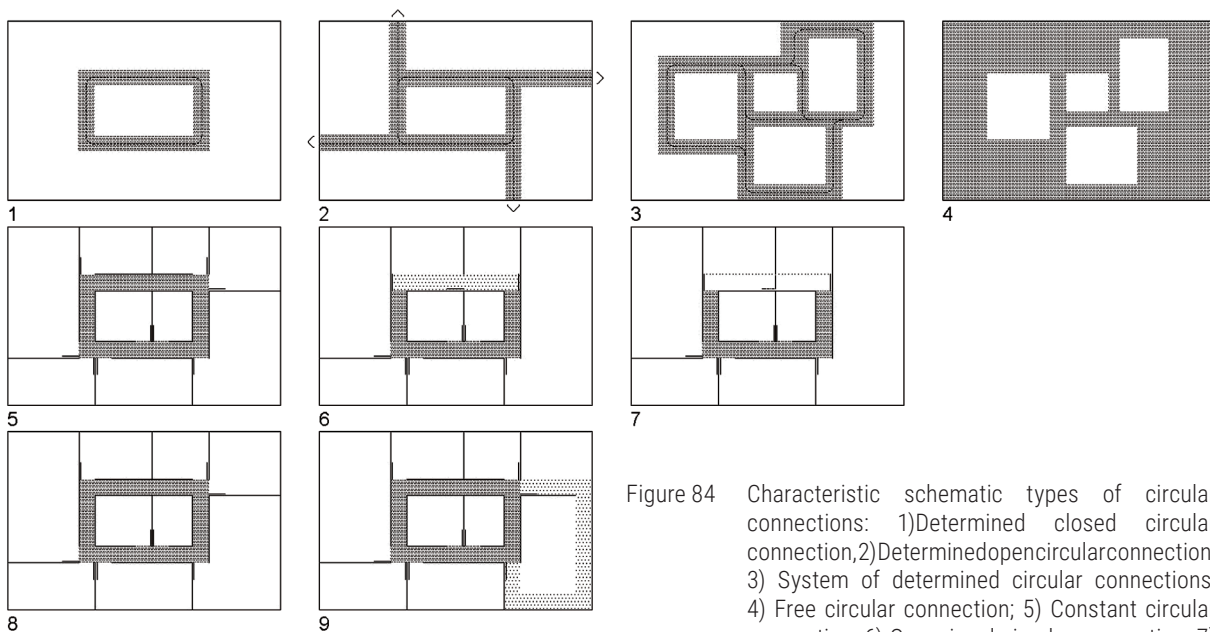 1 2 3 4
5 6 7
8 9
Figure 84 Characteristic schematic types of circula
connections: 1)Determined closed circula
connection,2)Determinedopencircularconnection
3) System of determined circular connections
4) Free circular connection; 5) Constant circula